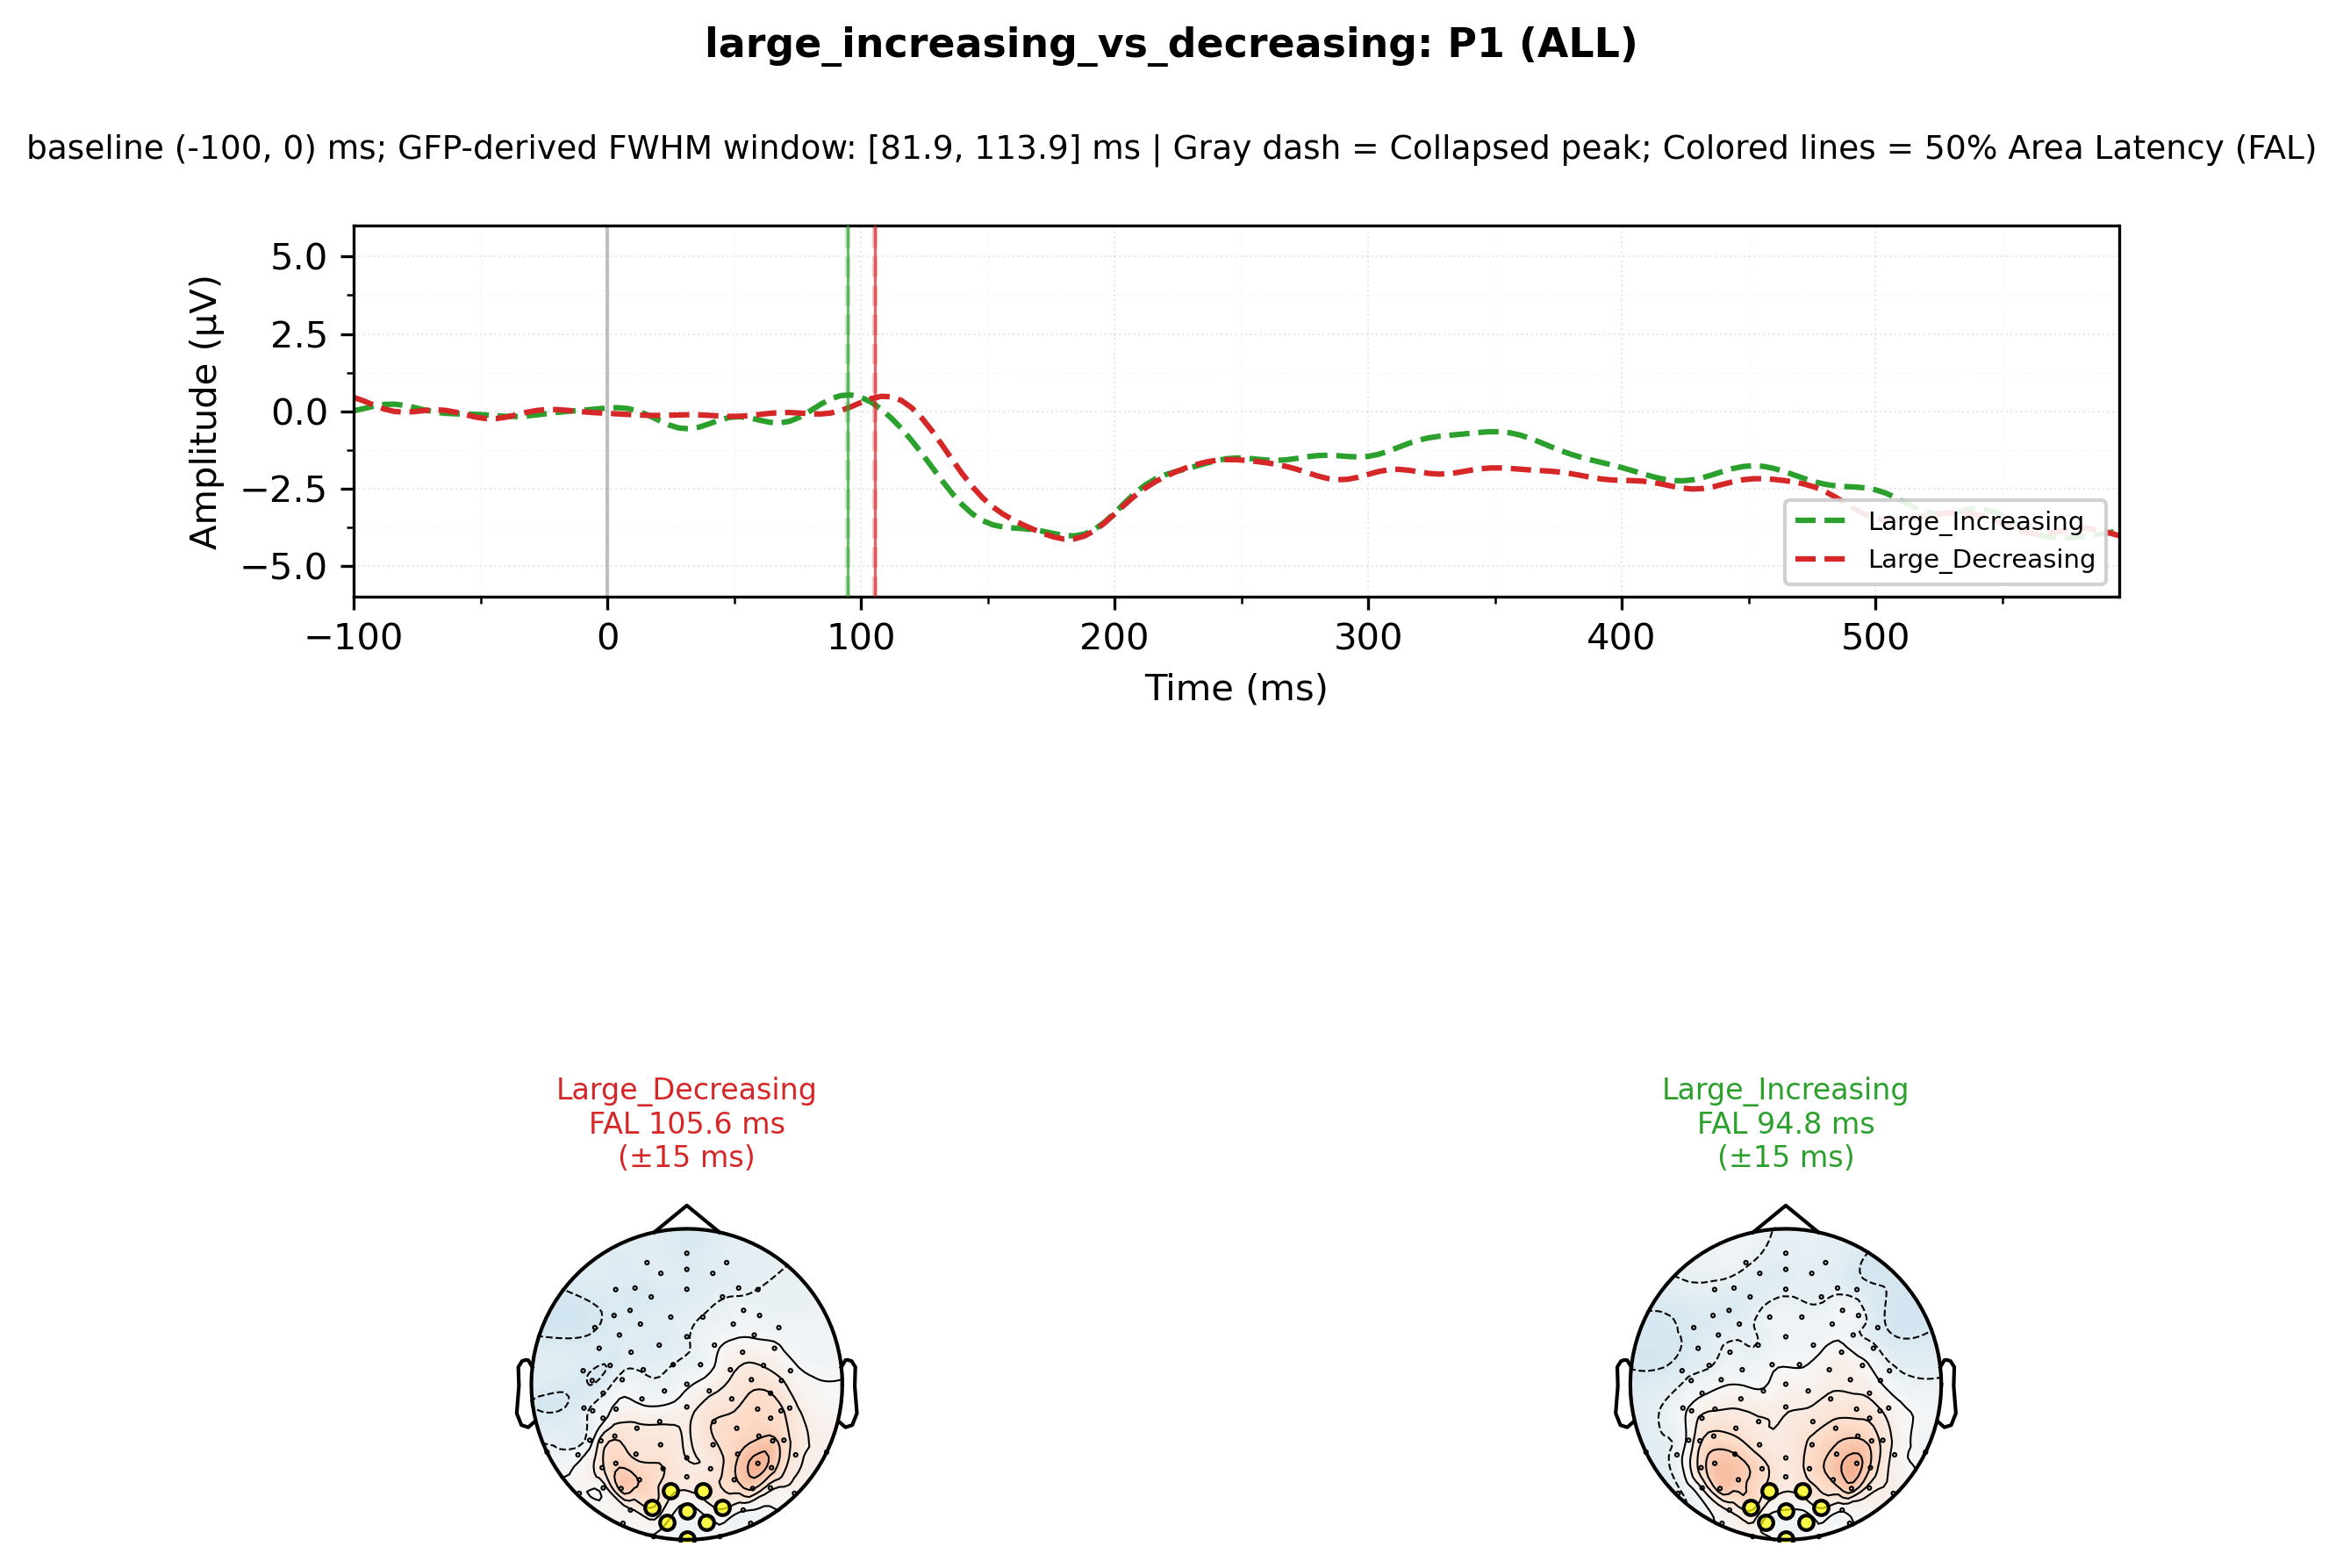 large_increasing_vs_decreasing: P1 (ALL)
baseline (-100, 0) ms; GFP-derived FWHM window: [81.9, 113.9] ms | Gray dash = Collapsed peak; Colored lines = 50% Area Latency (FAL)
Amplitude (µV)
5.0
2.5
0.0
−2.5
−5.0
Large_Increasing
Large_Decreasing
−100 0 100 200 300 400 500
Time (ms)
Large_Decreasing
FAL 105.6 ms
(±15 ms)
Large_Increasing
FAL 94.8 ms
(±15 ms)